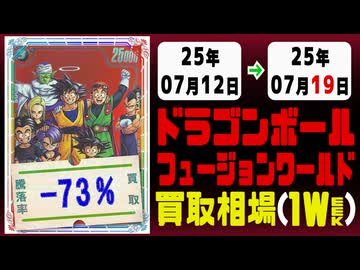 25000
買取
騰落率
-73%
25年
07月12日
25年
07月19日
ドラゴンボール
フュージョンワールド
買取相場(1W)